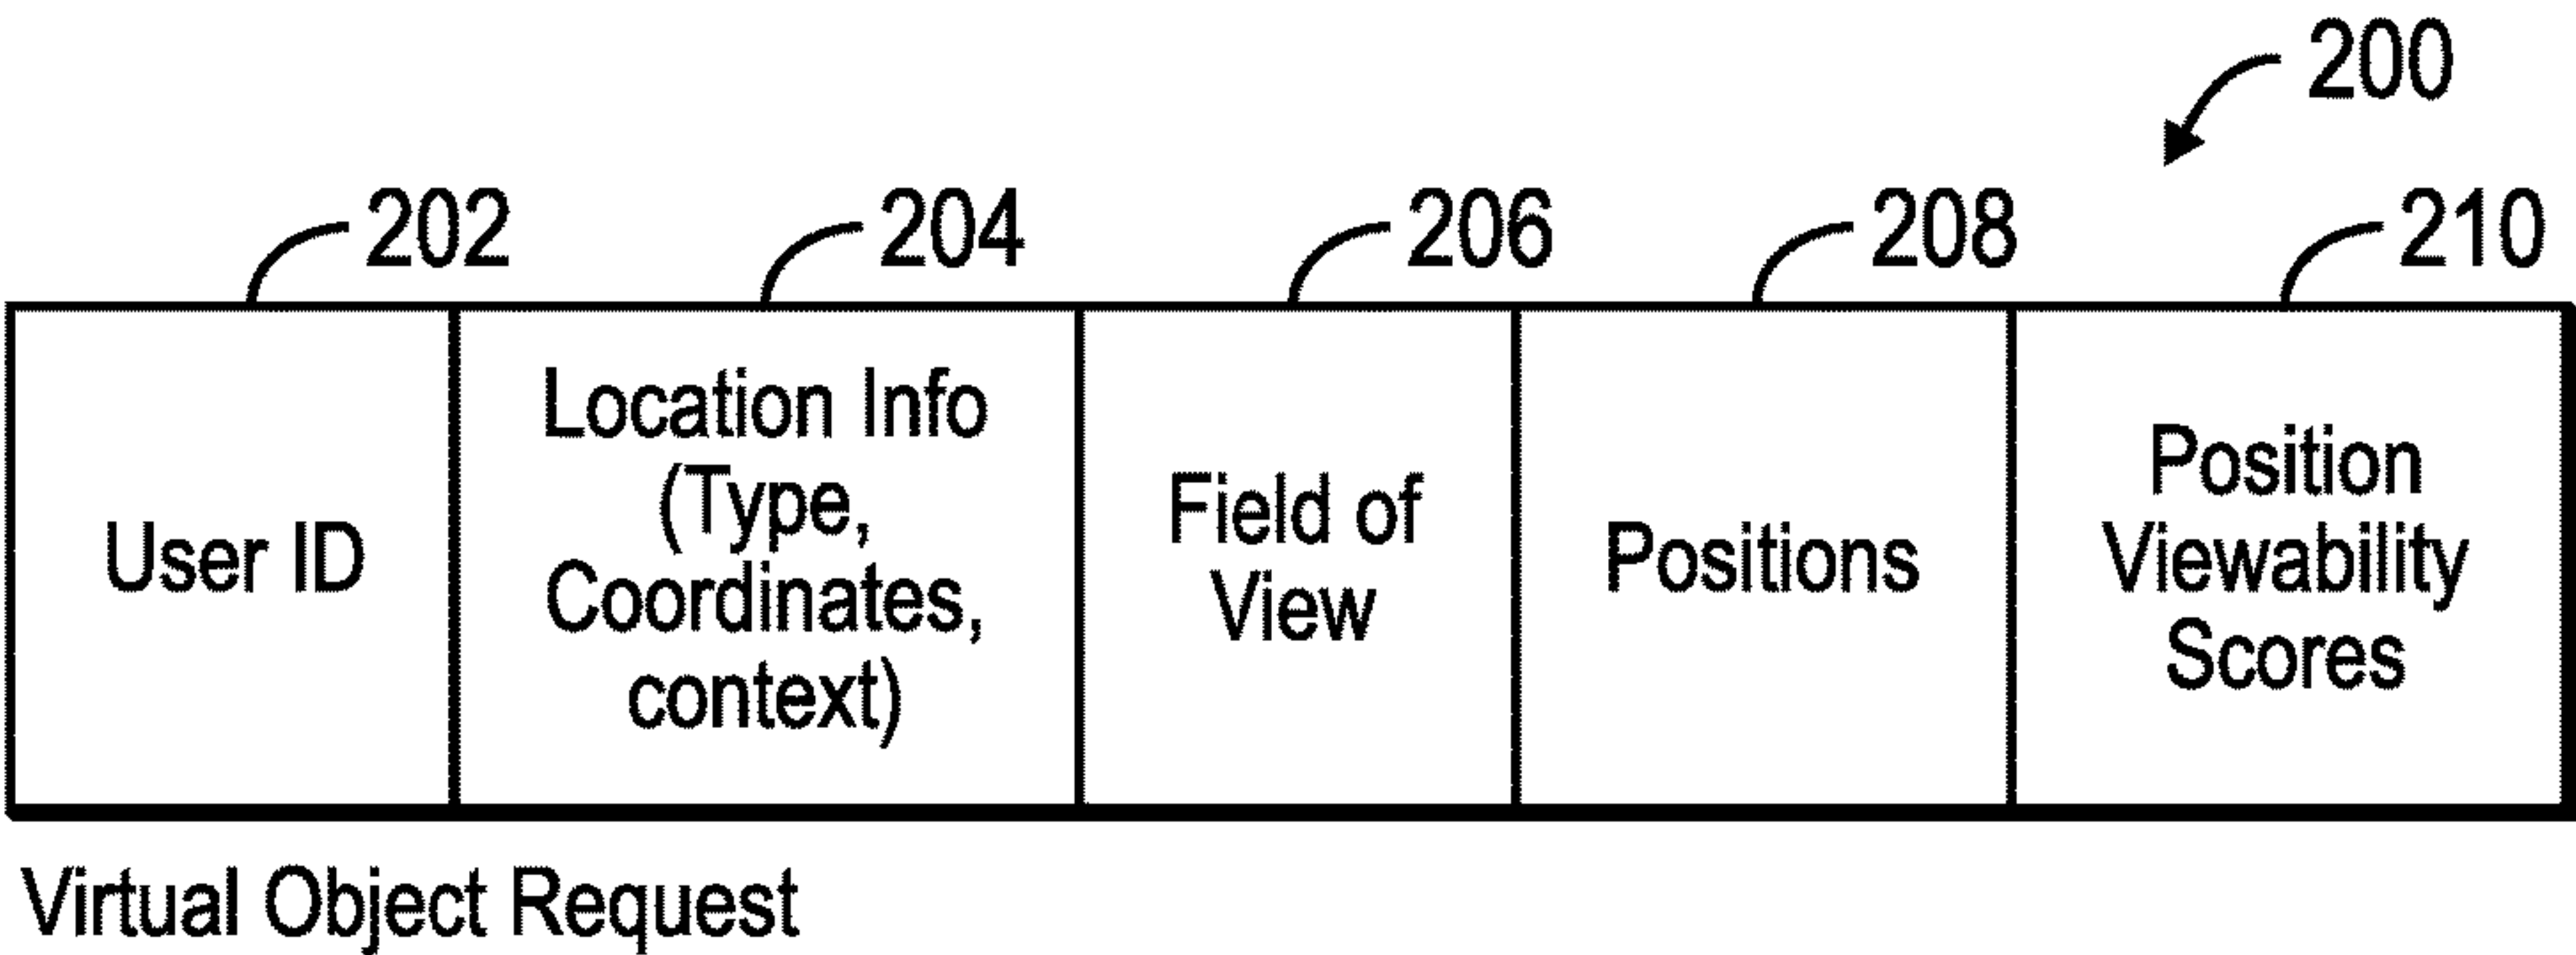 200
202
204
206
208
210
User ID
Location Info
(Type,
Coordinates,
context)
Field of
View
Positions
Position
Viewability
Scores
Virtual Object Request